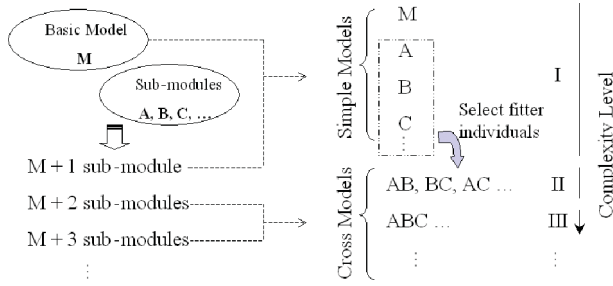 Basic Model
M
Sub-modules
A, B, C, ...
M + 1 sub-module
M + 2 sub-modules
M + 3 sub-modules
⋮
Simple Models
M
A
B
C
⋮
Select fitter
individuals
I
Cross Models
AB, BC, AC ...
II
ABC ...
III
⋮
⋮
Complexity Level